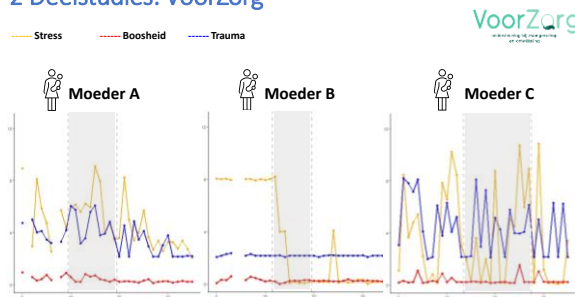 2 Deelstudies: VoorZorg
VoorZorg
Stress
Boosheid
Trauma
Moeder A
Moeder B
Moeder C